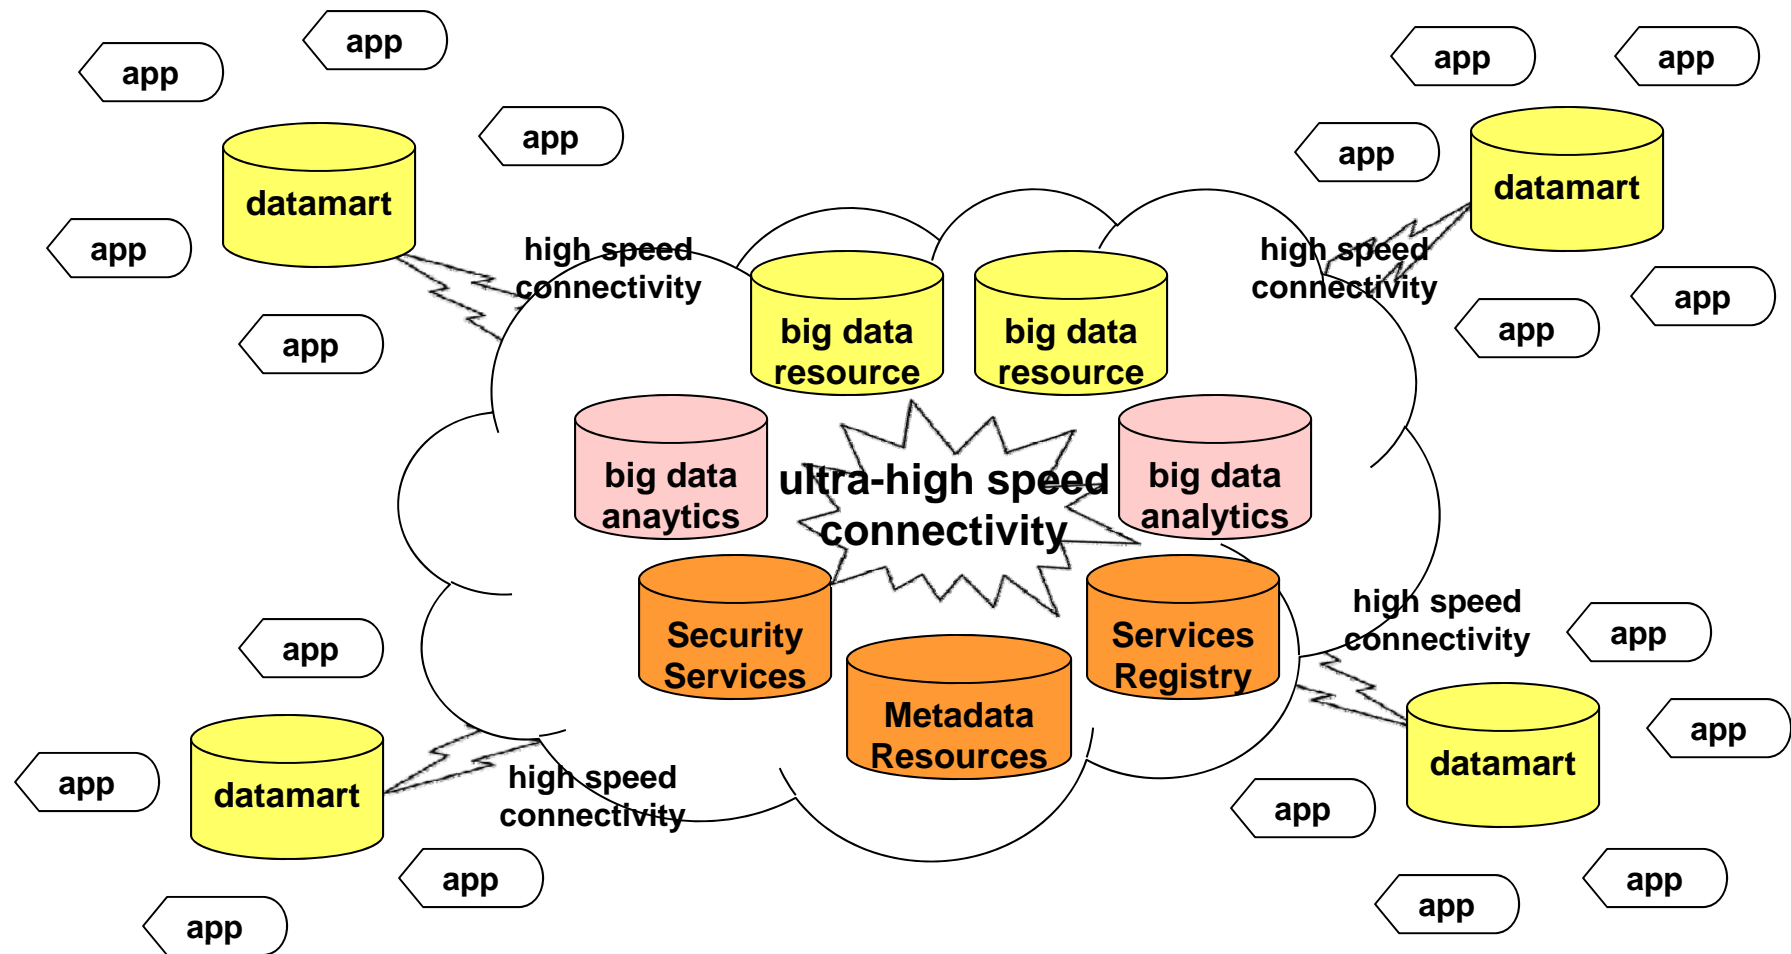 app
app
app
datamart
app
app
high speed
connectivity
app
app
app
datamart
high speed
connectivity
app
app
big data
resource
big data
resource
big data
anaytics
ultra-high speed
connectivity
big data
analytics
Security
Services
Metadata
Resources
Services
Registry
app
datamart
app
high speed
connectivity
app
app
high speed
connectivity
app
datamart
app
app
app
app